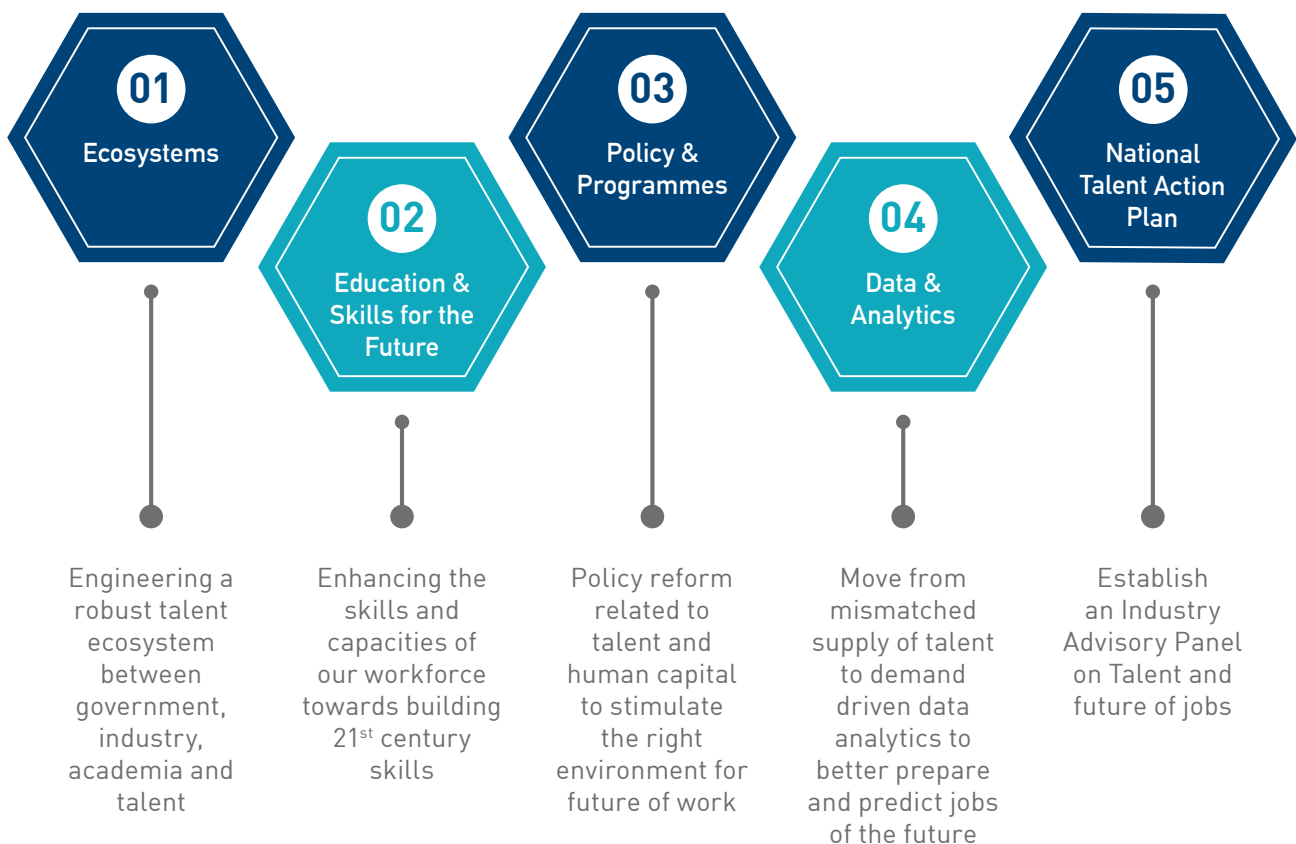 01
Ecosystems
Engineering a
robust talent
ecosystem
between
government,
industry,
academia and
talent
02
Education &
Skills for the
Future
Enhancing the
skills and
capacities of
our workforce
towards building
21st century
skills
03
Policy &
Programmes
Policy reform
related to
talent and
human capital
to stimulate
the right
environment for
future of work
04
Data &
Analytics
Move from
mismatched
supply of talent
to demand
driven data
analytics to
better prepare
and predict jobs
of the future
05
National
Talent Action
Plan
Establish
an Industry
Advisory Panel
on Talent and
future of jobs